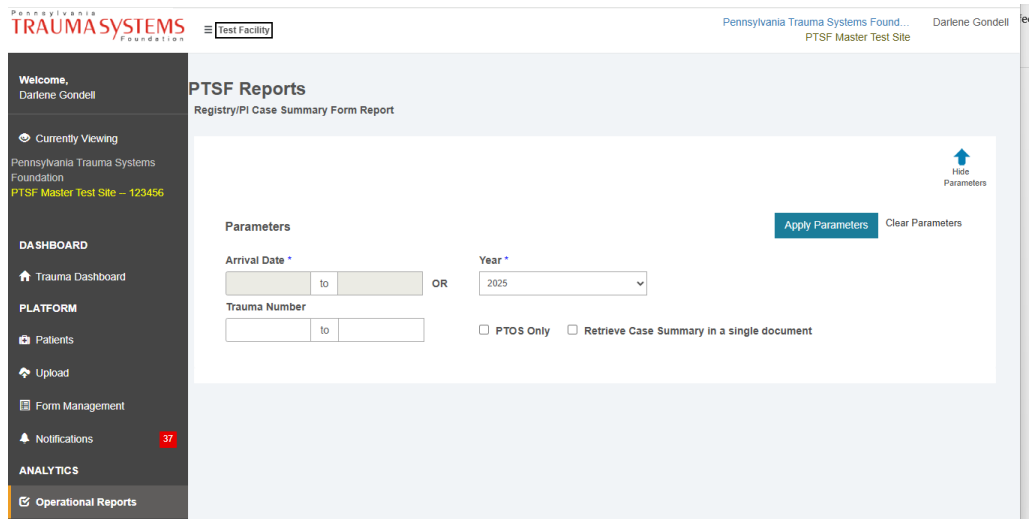 Pennsylvania
TRAUMA SYSTEMS
Foundation
Test Facility
Pennsylvania Trauma Systems Found...
PTSF Master Test Site
Darlene Gondell
Welcome,
Darlene Gondell
Currently Viewing
Pennsylvania Trauma Systems
Foundation
PTSF Master Test Site -- 123456
DASHBOARD
Trauma Dashboard
PLATFORM
Patients
Upload
Form Management
Notifications 37
ANALYTICS
Operational Reports
PTSF Reports
Registry/PI Case Summary Form Report
Hide
Parameters
Parameters
Apply Parameters
Clear Parameters
Arrival Date *
Year *
to
OR
2025
Trauma Number
to
PTOS Only
Retrieve Case Summary in a single document